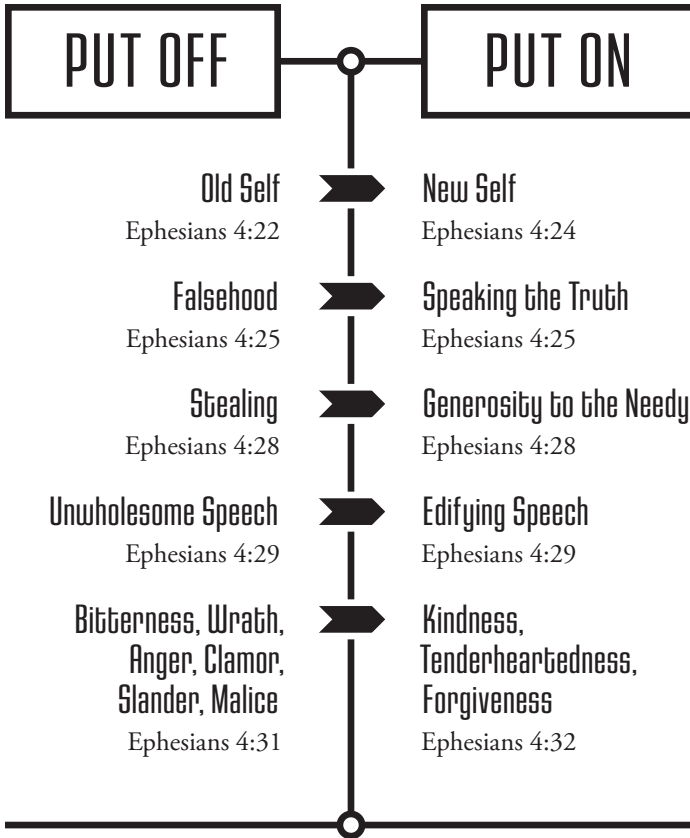 PUT OFF
PUT ON
Old Self
Ephesians 4:22
New Self
Ephesians 4:24
Falsehood
Ephesians 4:25
Speaking the Truth
Ephesians 4:25
Stealing
Ephesians 4:28
Generosity to the Needy
Ephesians 4:28
Unwholesome Speech
Ephesians 4:29
Edifying Speech
Ephesians 4:29
Bitterness, Wrath,
Anger, Clamor,
Slander, Malice
Ephesians 4:31
Kindness,
Tenderheartedness,
Forgiveness
Ephesians 4:32